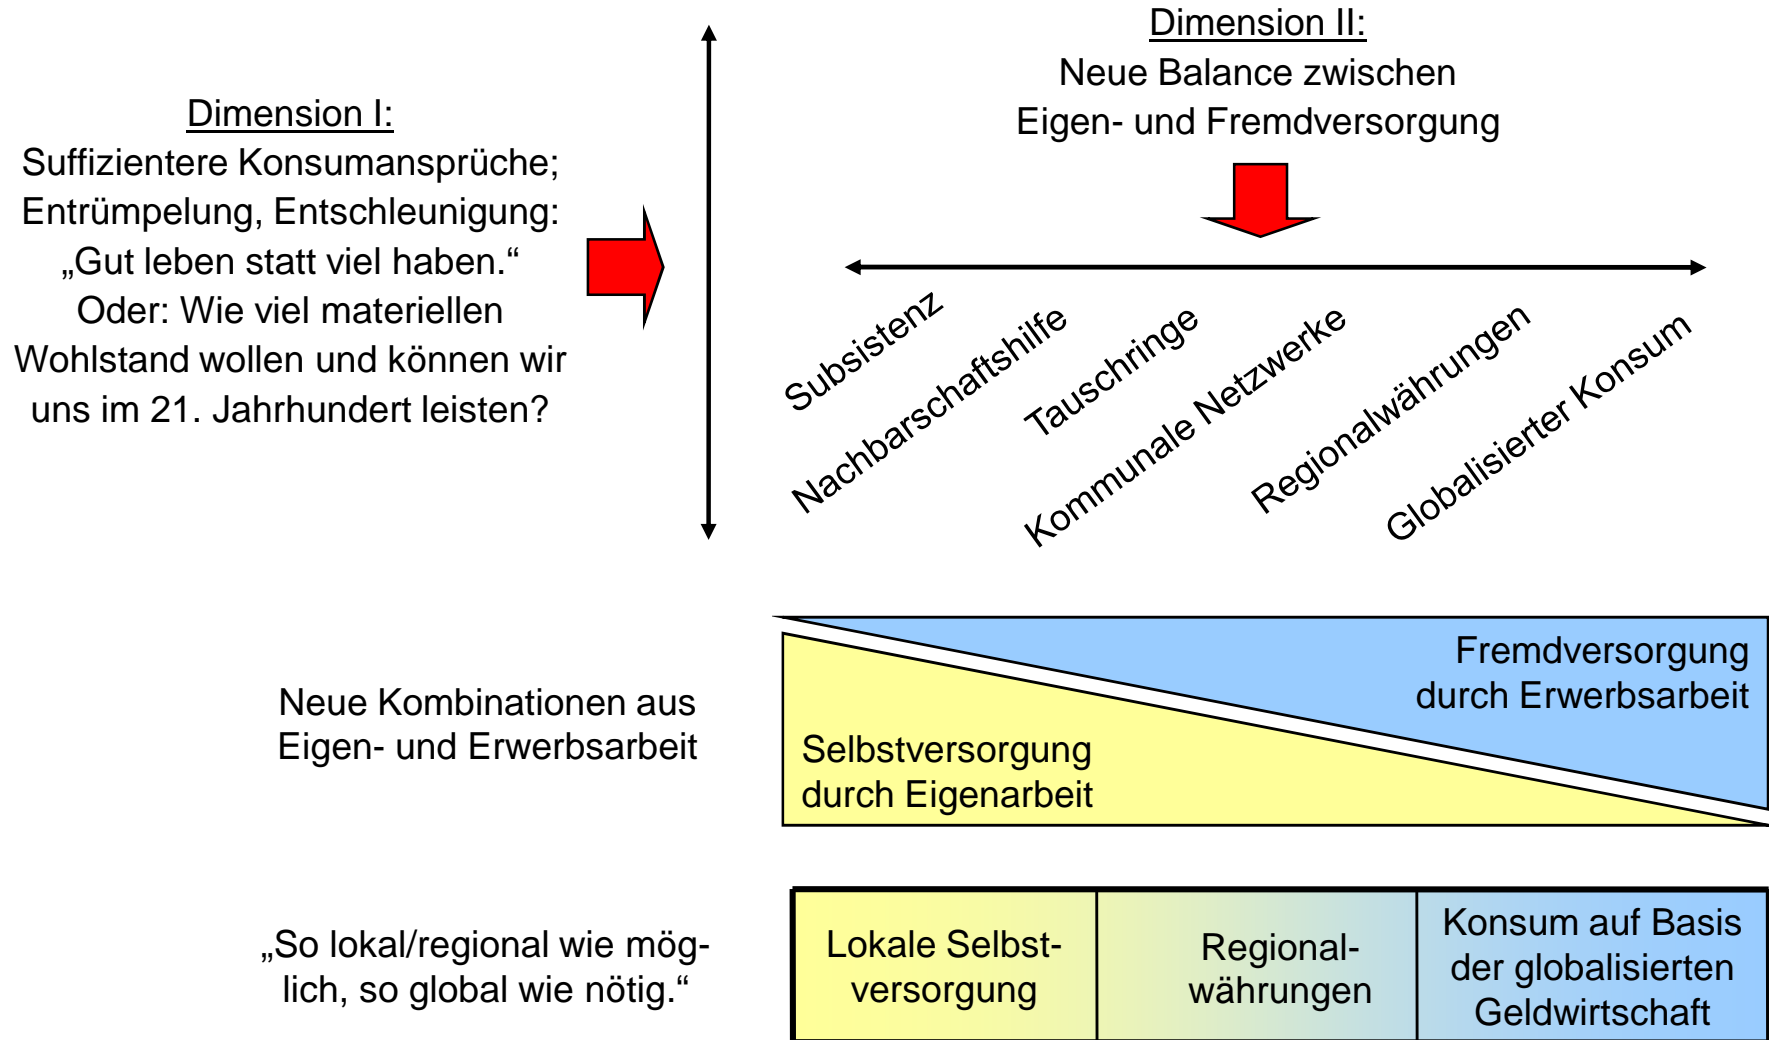 Dimension I:
Suffizientere Konsumansprüche;
Entrümpelung, Entschleunigung:
„Gut leben statt viel haben.“
Oder: Wie viel materiellen
Wohlstand wollen und können wir
uns im 21. Jahrhundert leisten?
Dimension II:
Neue Balance zwischen
Eigen- und Fremdversorgung
Subsistenz
Nachbarschaftshilfe
Tauschringe
Kommunale Netzwerke
Regionalwährungen
Globalisierter Konsum
Neue Kombinationen aus
Eigen- und Erwerbsarbeit
Fremdversorgung
durch Erwerbsarbeit
Selbstversorgung
durch Eigenarbeit
„So lokal/regional wie mög-
lich, so global wie nötig.“
Lokale Selbst-
versorgung
Regional-
währungen
Konsum auf Basis
der globalisierten
Geldwirtschaft